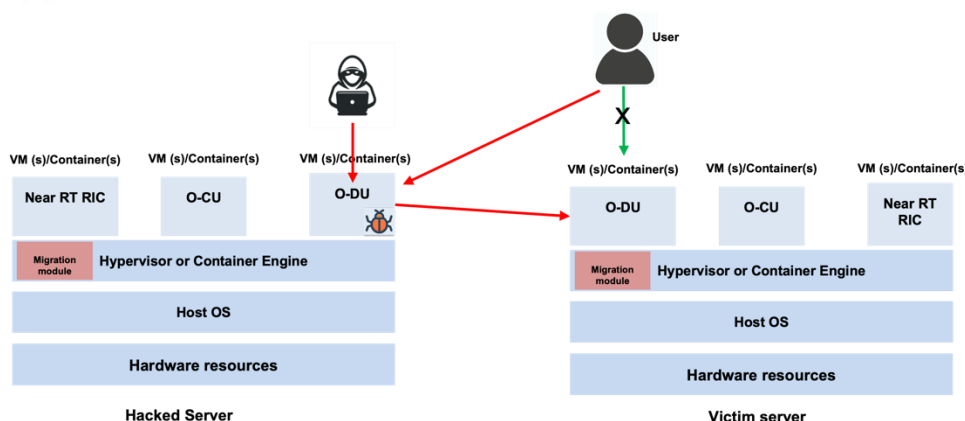 User
X
VM (s)/Container(s)
VM (s)/Container(s)
VM (s)/Container(s)
Near RT RIC
O-CU
O-DU
Migration
module
Hypervisor or Container Engine
Host OS
Hardware resources
Hacked Server
VM (s)/Container(s)
VM (s)/Container(s)
VM (s)/Container(s)
O-DU
O-CU
Near RT
RIC
Migration
module
Hypervisor or Container Engine
Host OS
Hardware resources
Victim server